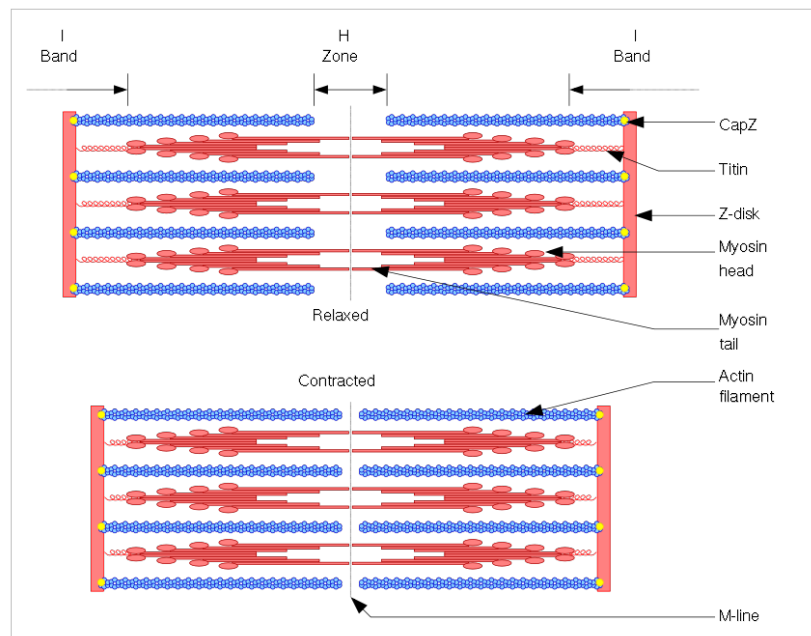 I
Band
H
Zone
I
Band
CapZ
Titin
Z-disk
Myosin
head
Relaxed
Myosin
tail
Contracted
Actin
filament
M-line